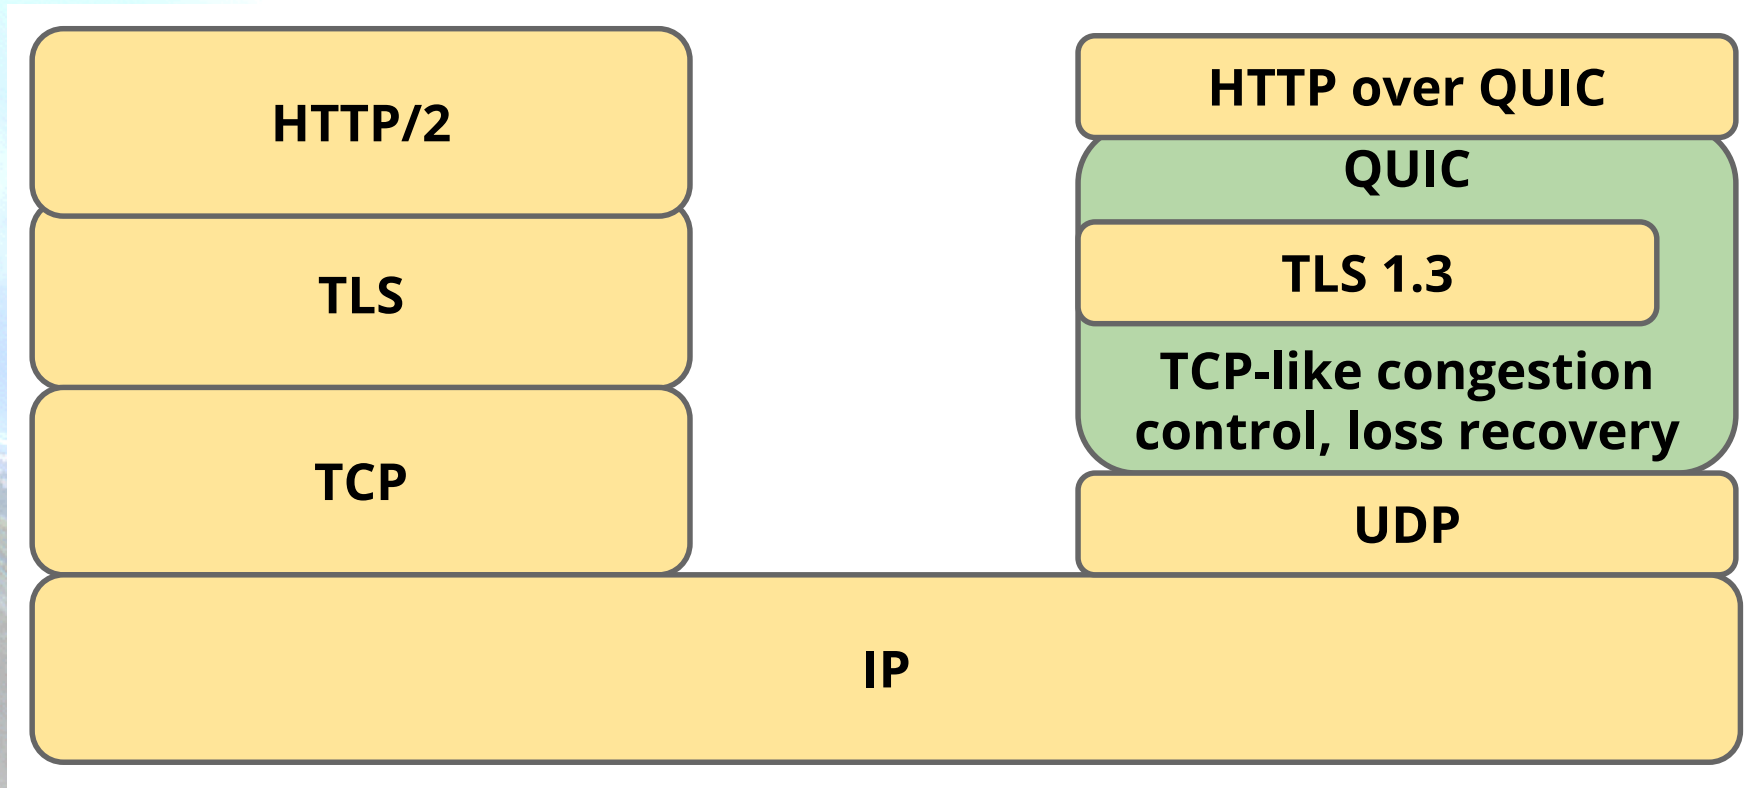 HTTP/2
TLS
TCP
HTTP over QUIC
QUIC
TLS 1.3
TCP-like congestion
control, loss recovery
UDP
IP